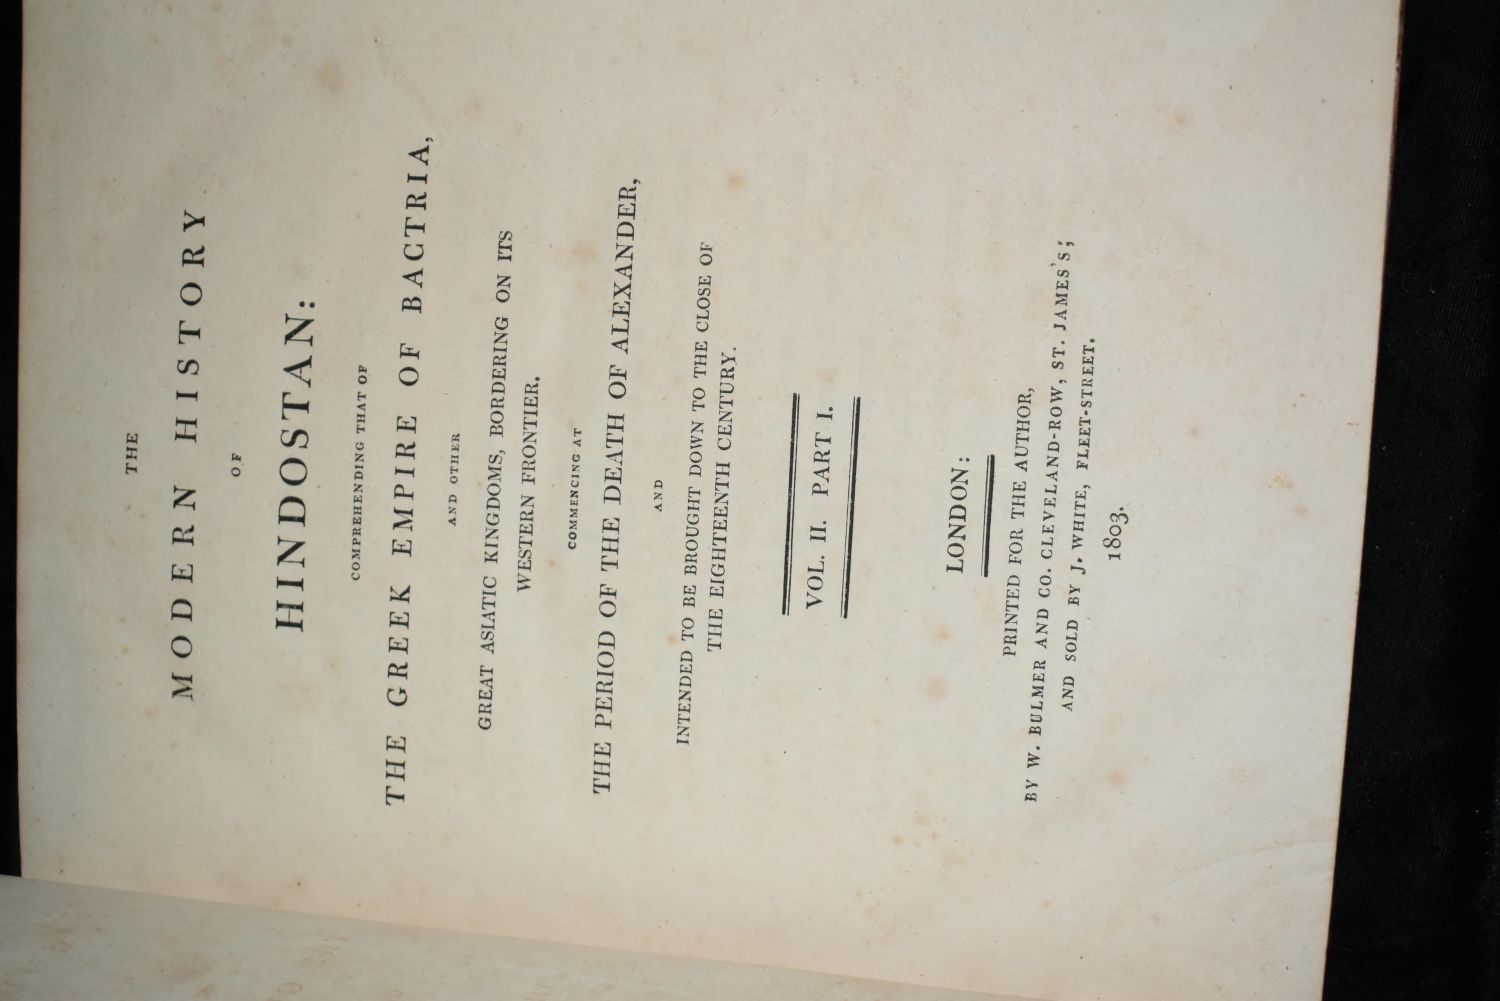 THE
MODERN HISTORY
OF
HINDOSTAN:
COMPREHENDING THAT OF
THE GREEK EMPIRE OF BACTRIA,
AND OTHER
GREAT ASIATIC KINGDOMS, BORDERING ON ITS
WESTERN FRONTIER.
COMMENCING AT
THE PERIOD OF THE DEATH OF ALEXANDER,
AND
INTENDED TO BE BROUGHT DOWN TO THE CLOSE OF
THE EIGHTEENTH CENTURY.
VOL. II. PART I.
LONDON:
PRINTED FOR THE AUTHOR,
BY W. BULMER AND CO. CLEVELAND-ROW, ST. JAMES'S;
AND SOLD BY J. WHITE, FLEET-STREET.
1803.